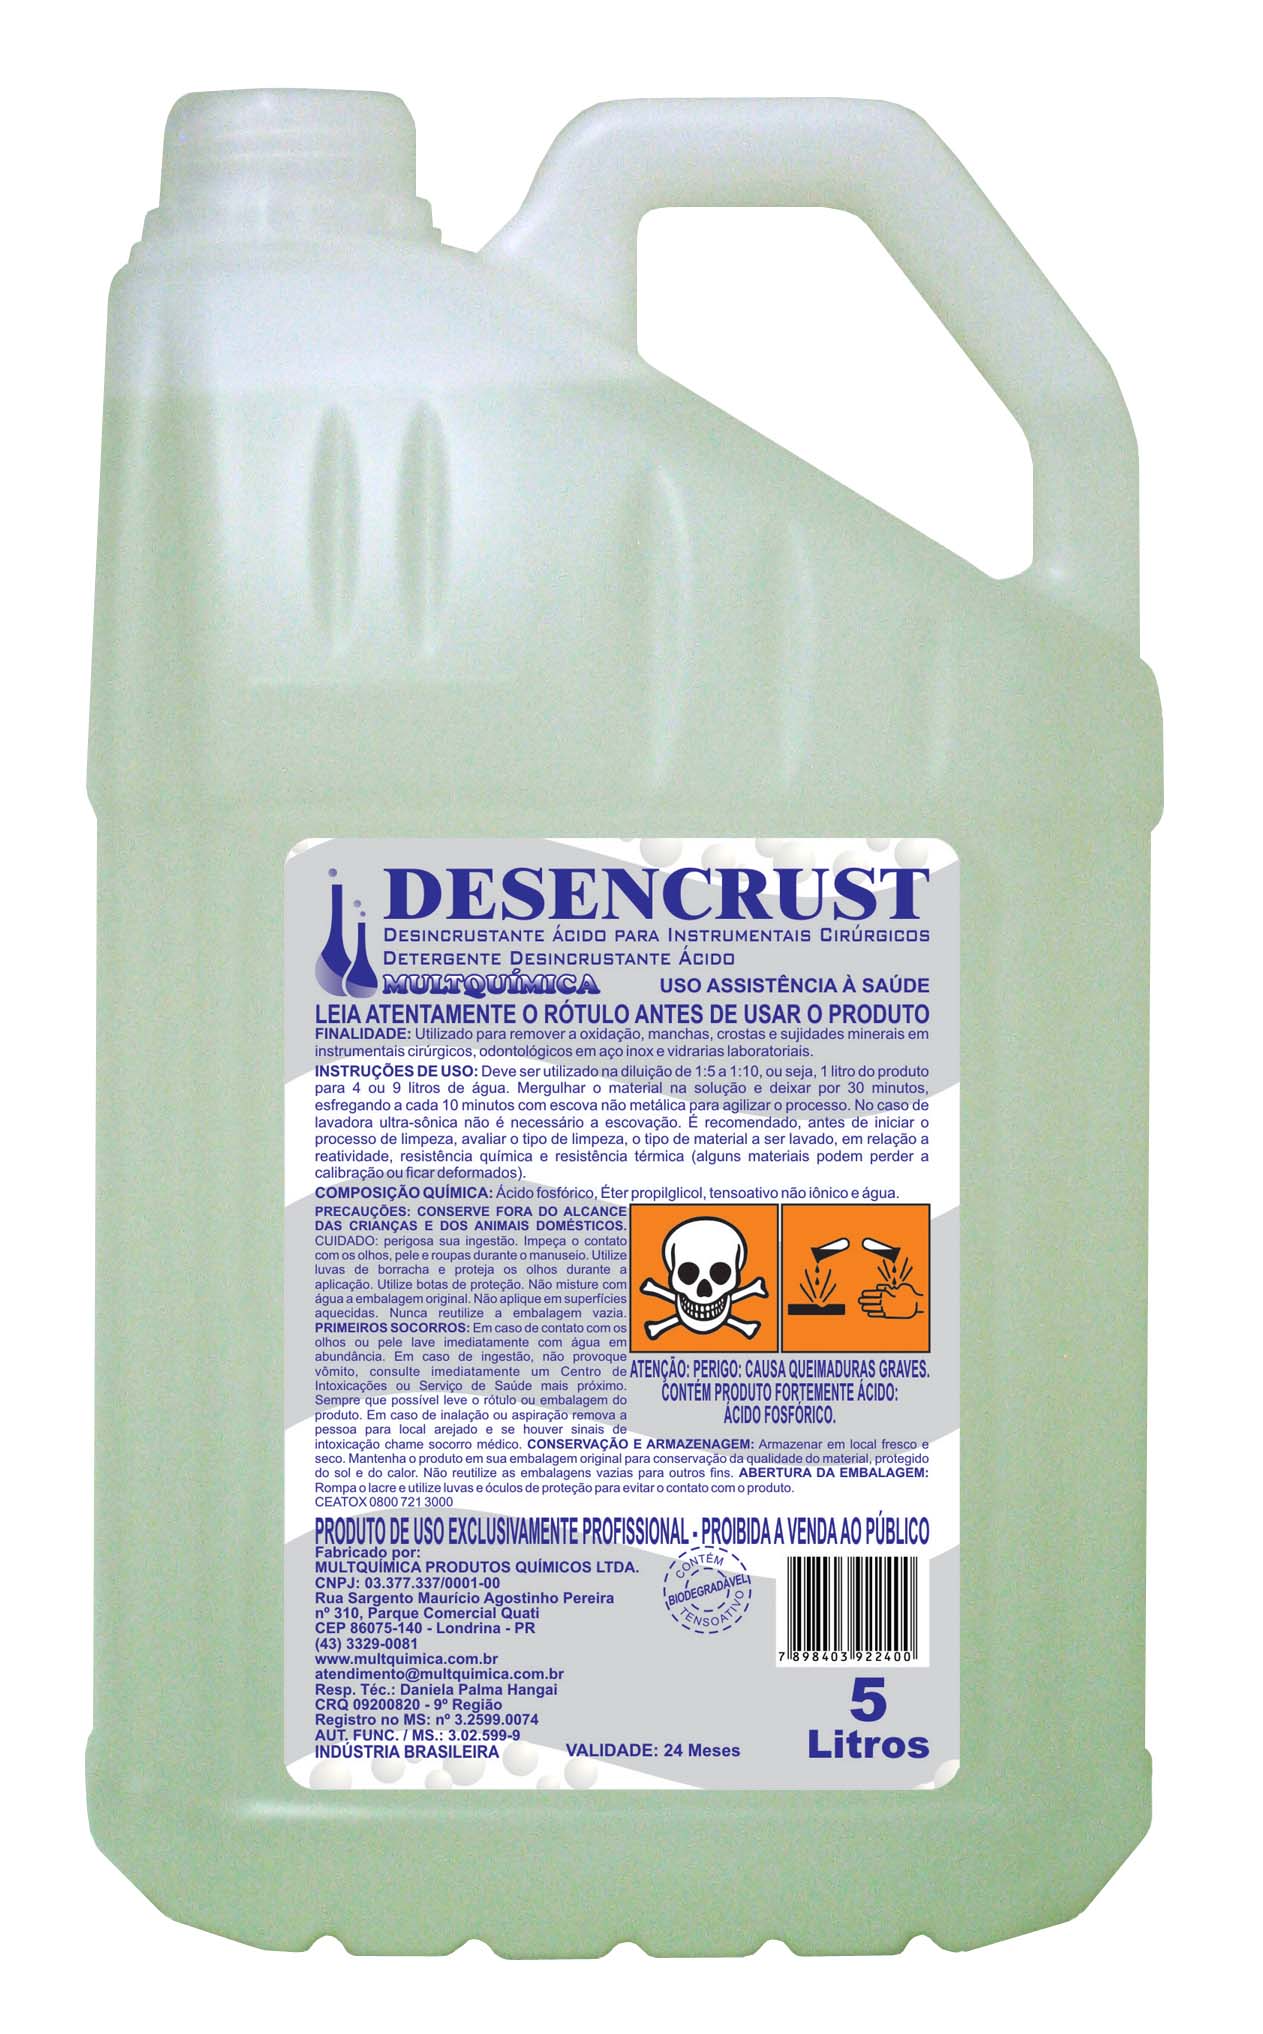 DESENCRUST
Desincrustante Ácido para Instrumentais Cirúrgicos
Detergente Desincrustante Ácido
MULTQUÍMICA
USO ASSISTÊNCIA À SAÚDE
LEIA ATENTAMENTE O RÓTULO ANTES DE USAR O PRODUTO
FINALIDADE: Utilizado para remover a oxidação, manchas, crostas e sujidades minerais em
instrumentais cirúrgicos, odontológicos em aço inox e vidrarias laboratoriais.
INSTRUÇÕES DE USO: Deve ser utilizado na diluição de 1:5 a 1:10, ou seja, 1 litro do produto
para 4 ou 9 litros de água. Mergulhar o material na solução e deixar por 30 minutos,
esfregando a cada 10 minutos com escova não metálica para agilizar o processo. No caso de
lavadora ultra-sônica não é necessário a escovação. É recomendado, antes de iniciar o
processo de limpeza, avaliar o tipo de limpeza, o tipo de material a ser lavado, em relação a
reatividade, resistência química e resistência térmica (alguns materiais podem perder a
calibração ou ficar deformados).
COMPOSIÇÃO QUÍMICA: Ácido fosfórico, Éter propilglicol, tensoativo não iônico e água.
PRECAUÇÕES: CONSERVE FORA DO ALCANCE
DAS CRIANÇAS E DOS ANIMAIS DOMÉSTICOS.
CUIDADO: perigosa sua ingestão. Impeça o contato
com os olhos, pele e roupas durante o manuseio. Utilize
luvas de borracha e proteja os olhos durante a
aplicação. Utilize botas de proteção. Não misture com
água a embalagem original. Não aplique em superfícies
aquecidas. Nunca reutilize a embalagem vazia.
PRIMEIROS SOCORROS: Em caso de contato com os
olhos ou pele lave imediatamente com água em
abundância. Em caso de ingestão, não provoque
vômito, consulte imediatamente um Centro de
Intoxicações ou Serviço de Saúde mais próximo.
Sempre que possível leve o rótulo ou embalagem do
produto. Em caso de inalação ou aspiração remova a
pessoa para local arejado e se houver sinais de
intoxicação chame socorro médico. CONSERVAÇÃO E ARMAZENAGEM: Armazenar em local fresco e
seco. Mantenha o produto em sua embalagem original para conservação da qualidade do material, protegido
do sol e do calor. Não reutilize as embalagens vazias para outros fins. ABERTURA DA EMBALAGEM:
Rompa o lacre e utilize luvas e óculos de proteção para evitar o contato com o produto.
CEATOX 0800 721 3000
ATENÇÃO: PERIGO: CAUSA QUEIMADURAS GRAVES.
CONTÉM PRODUTO FORTEMENTE ÁCIDO:
ÁCIDO FOSFÓRICO.
PRODUTO DE USO EXCLUSIVAMENTE PROFISSIONAL - PROIBIDA A VENDA AO PÚBLICO
Fabricado por:
MULTQUÍMICA PRODUTOS QUÍMICOS LTDA.
CNPJ: 03.377.337/0001-00
Rua Sargento Maurício Agostinho Pereira
nº 310, Parque Comercial Quati
CEP 86075-140 - Londrina - PR
(43) 3329-0081
www.multquimica.com.br
atendimento@multquimica.com.br
Resp. Téc.: Daniela Palma Hangai
CRQ 09200820 - 9º Região
Registro no MS: nº 3.2599.0074
AUT. FUNC. / MS.: 3.02.599-9
INDÚSTRIA BRASILEIRA
VALIDADE: 24 Meses
CONTÉM
BIODEGRADÁVEL
TENSOATIVO
7 898403 922400
5
Litros